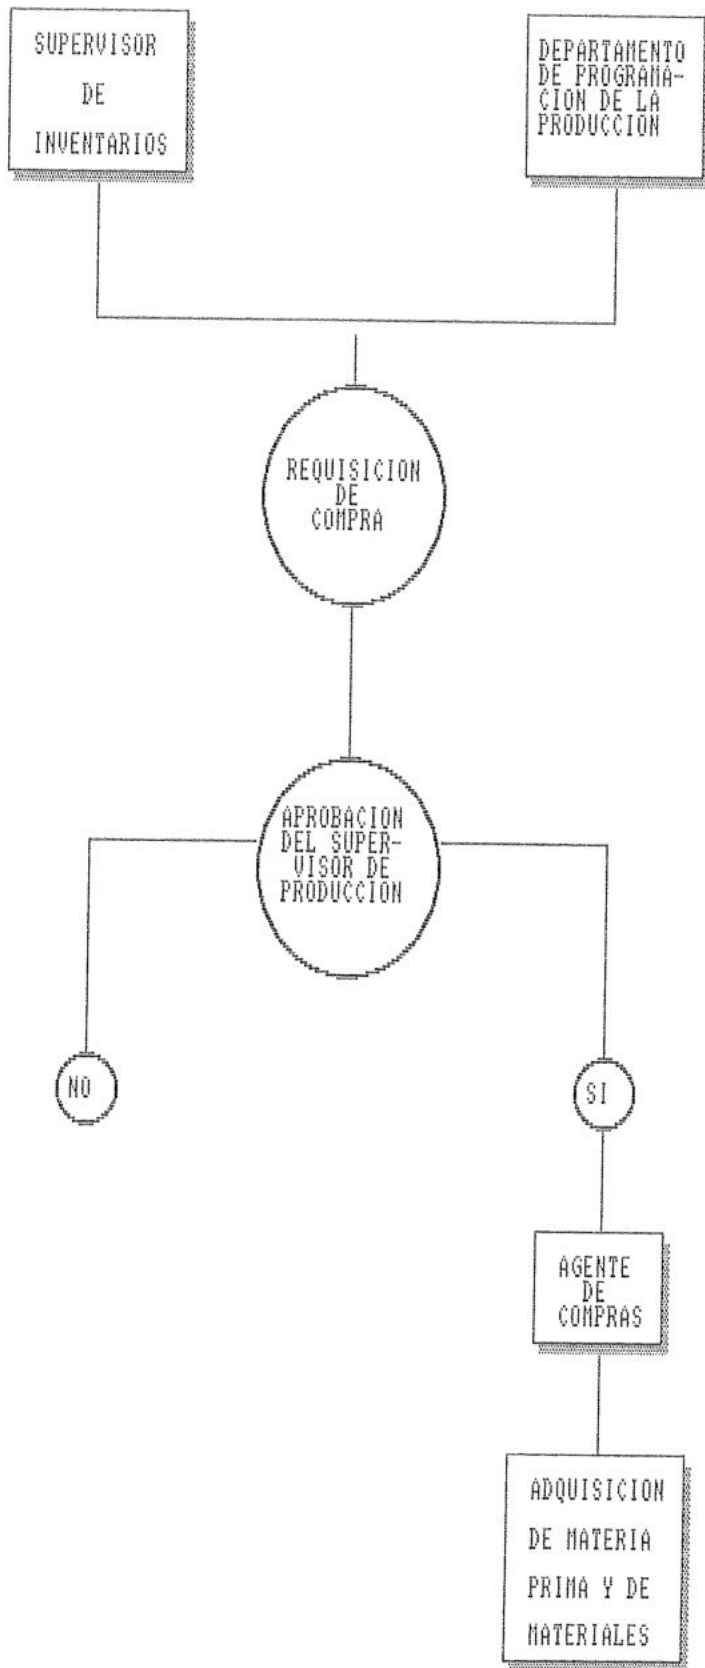 SUPERVISOR
DE
INVENTARIOS
DEPARTAMENTO
DE PROGRAMA-
CION DE LA
PRODUCCION
REQUISICION
DE
COMPRA
APROBACION
DEL SUPER-
VISOR DE
PRODUCCION
NO
SI
AGENTE
DE
COMPRAS
ADQUISICION
DE MATERIA
PRIMA Y DE
MATERIALES